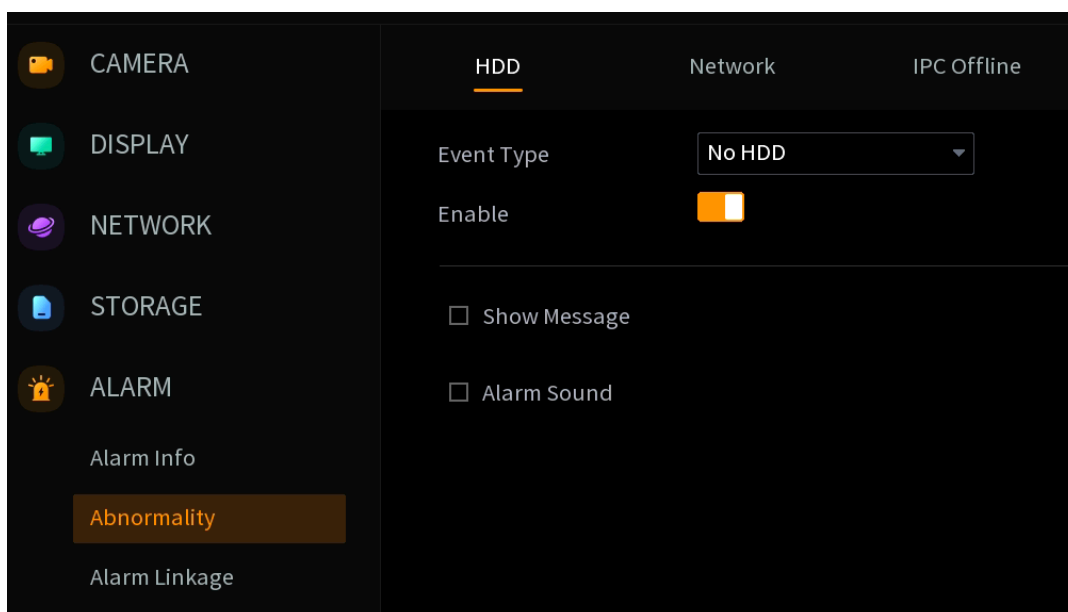 CAMERA
DISPLAY
NETWORK
STORAGE
ALARM
Alarm Info
Abnormality
Alarm Linkage
HDD Network IPC Offline
Event Type No HDD
Enable
Show Message
Alarm Sound